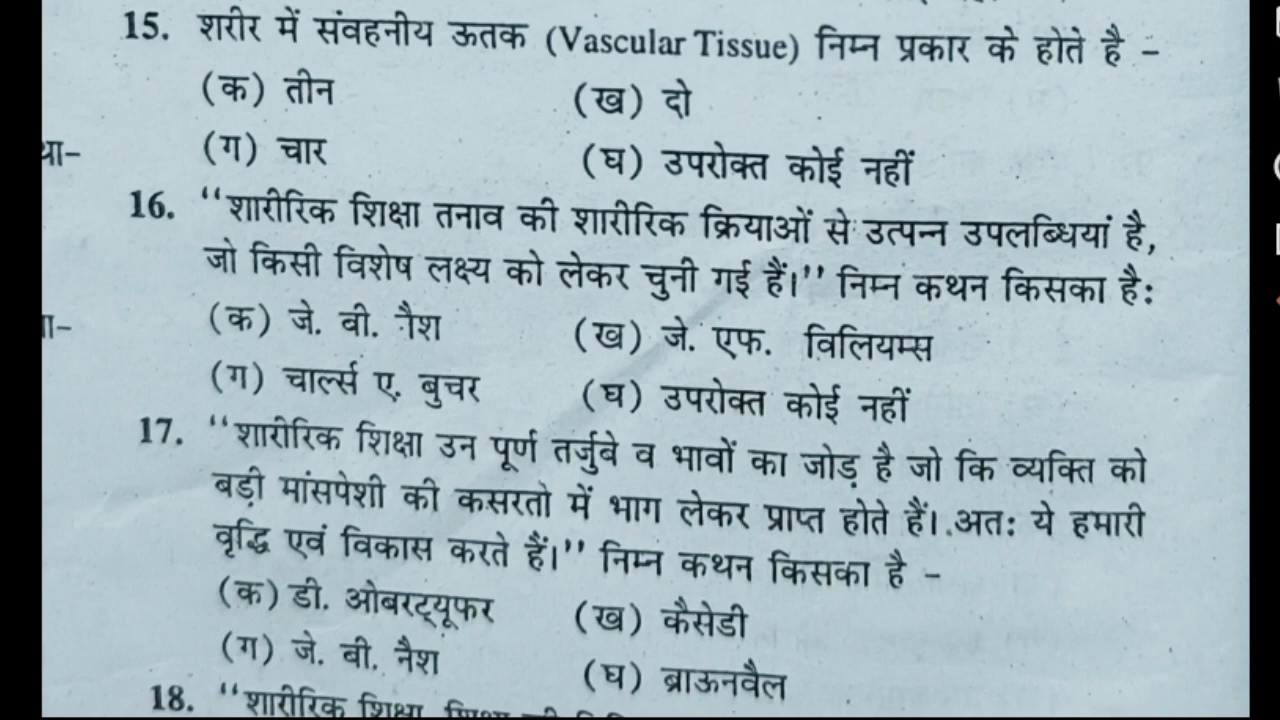 15. शरीर में संवहनीय ऊतक (Vascular Tissue) निम्न प्रकार के होते है -
(क) तीन (ख) दो
था-
(ग) चार (घ) उपरोक्त कोई नहीं
16. “शारीरिक शिक्षा तनाव की शारीरिक क्रियाओं से उत्पन्न उपलब्धियां है,
जो किसी विशेष लक्ष्य को लेकर चुनी गई हैं।” निम्न कथन किसका है:
(क) जे. वी. नैश (ख) जे. एफ. विलियम्स
(ग) चार्ल्स ए. बुचर (घ) उपरोक्त कोई नहीं
17. “शारीरिक शिक्षा उन पूर्ण तर्जुवे व भावों का जोड़ है जो कि व्यक्ति को
बड़ी मांसपेशी की कसरतो में भाग लेकर प्राप्त होते हैं। अत: ये हमारी
वृद्धि एवं विकास करते हैं।” निम्न कथन किसका है -
(क) डी. ओबरट्यूफर (ख) कैसेडी
(ग) जे. वी. नैश (घ) ब्राऊनवैल
18. “शारीरिक शिक्षा